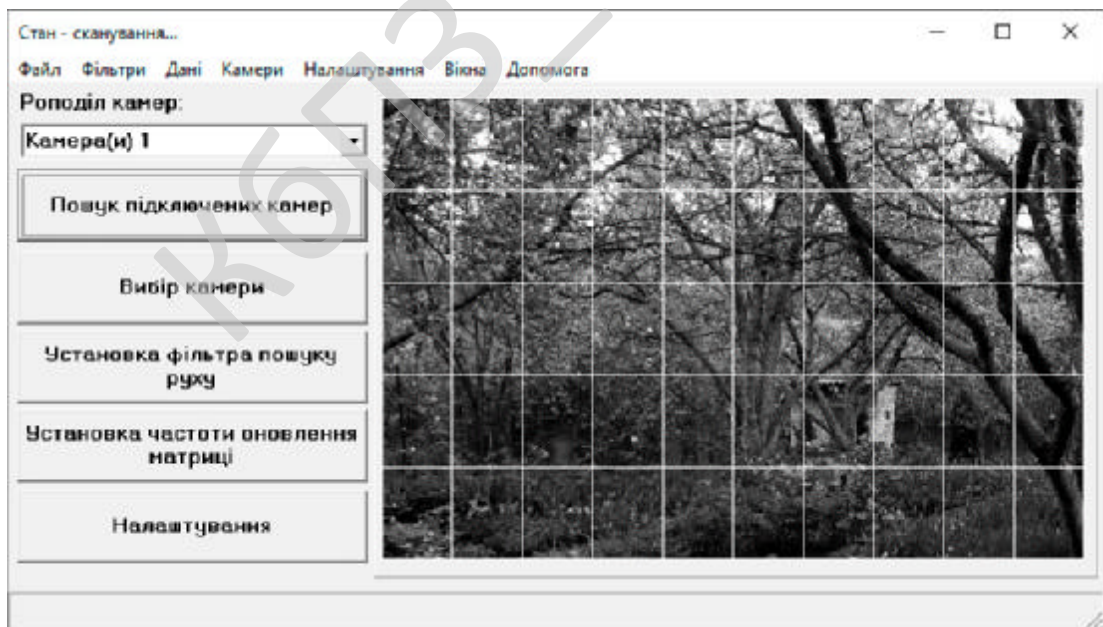 Стан - сканування...
Файл Фільтри Дані Камери Налаштування Вікна Допомога
Роподіл камер:
Камера(и) 1
Пошук підключених камер
Вибір камери
Установка фільтра пошуку
руху
Установка частоти оновлення
матриці
Налаштування
КбПЗ_